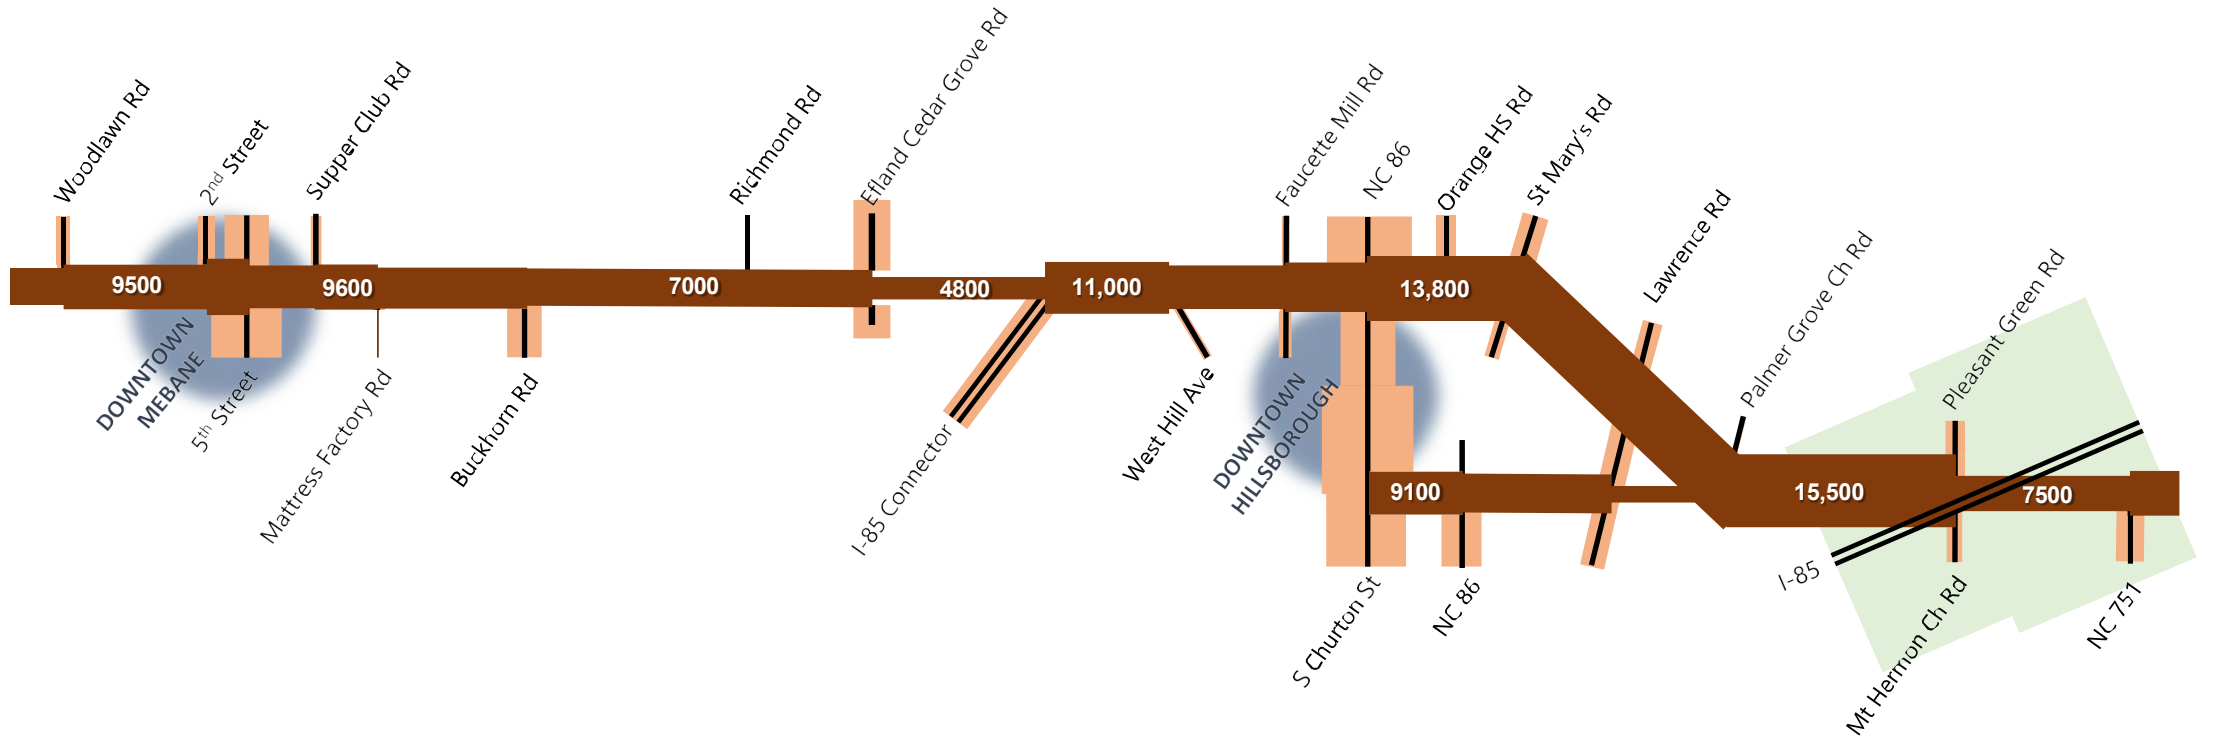 Woodlawn Rd
2nd Street
Supper Club Rd
Richmond Rd
Efland Cedar Grove Rd
Faucette Mill Rd
NC 86
Orange HS Rd
St Mary's Rd
Lawrence Rd
Palmer Grove Ch Rd
Pleasant Green Rd
9500
9600
7000
4800
11,000
13,800
9100
15,500
7500
DOWNTOWN
MEBANE
5th Street
Mattress Factory Rd
Buckhorn Rd
I-85 Connector
West Hill Ave
DOWNTOWN
HILLSBOROUGH
S Churton St
NC 86
I-85
Mt Hermon Ch Rd
NC 751